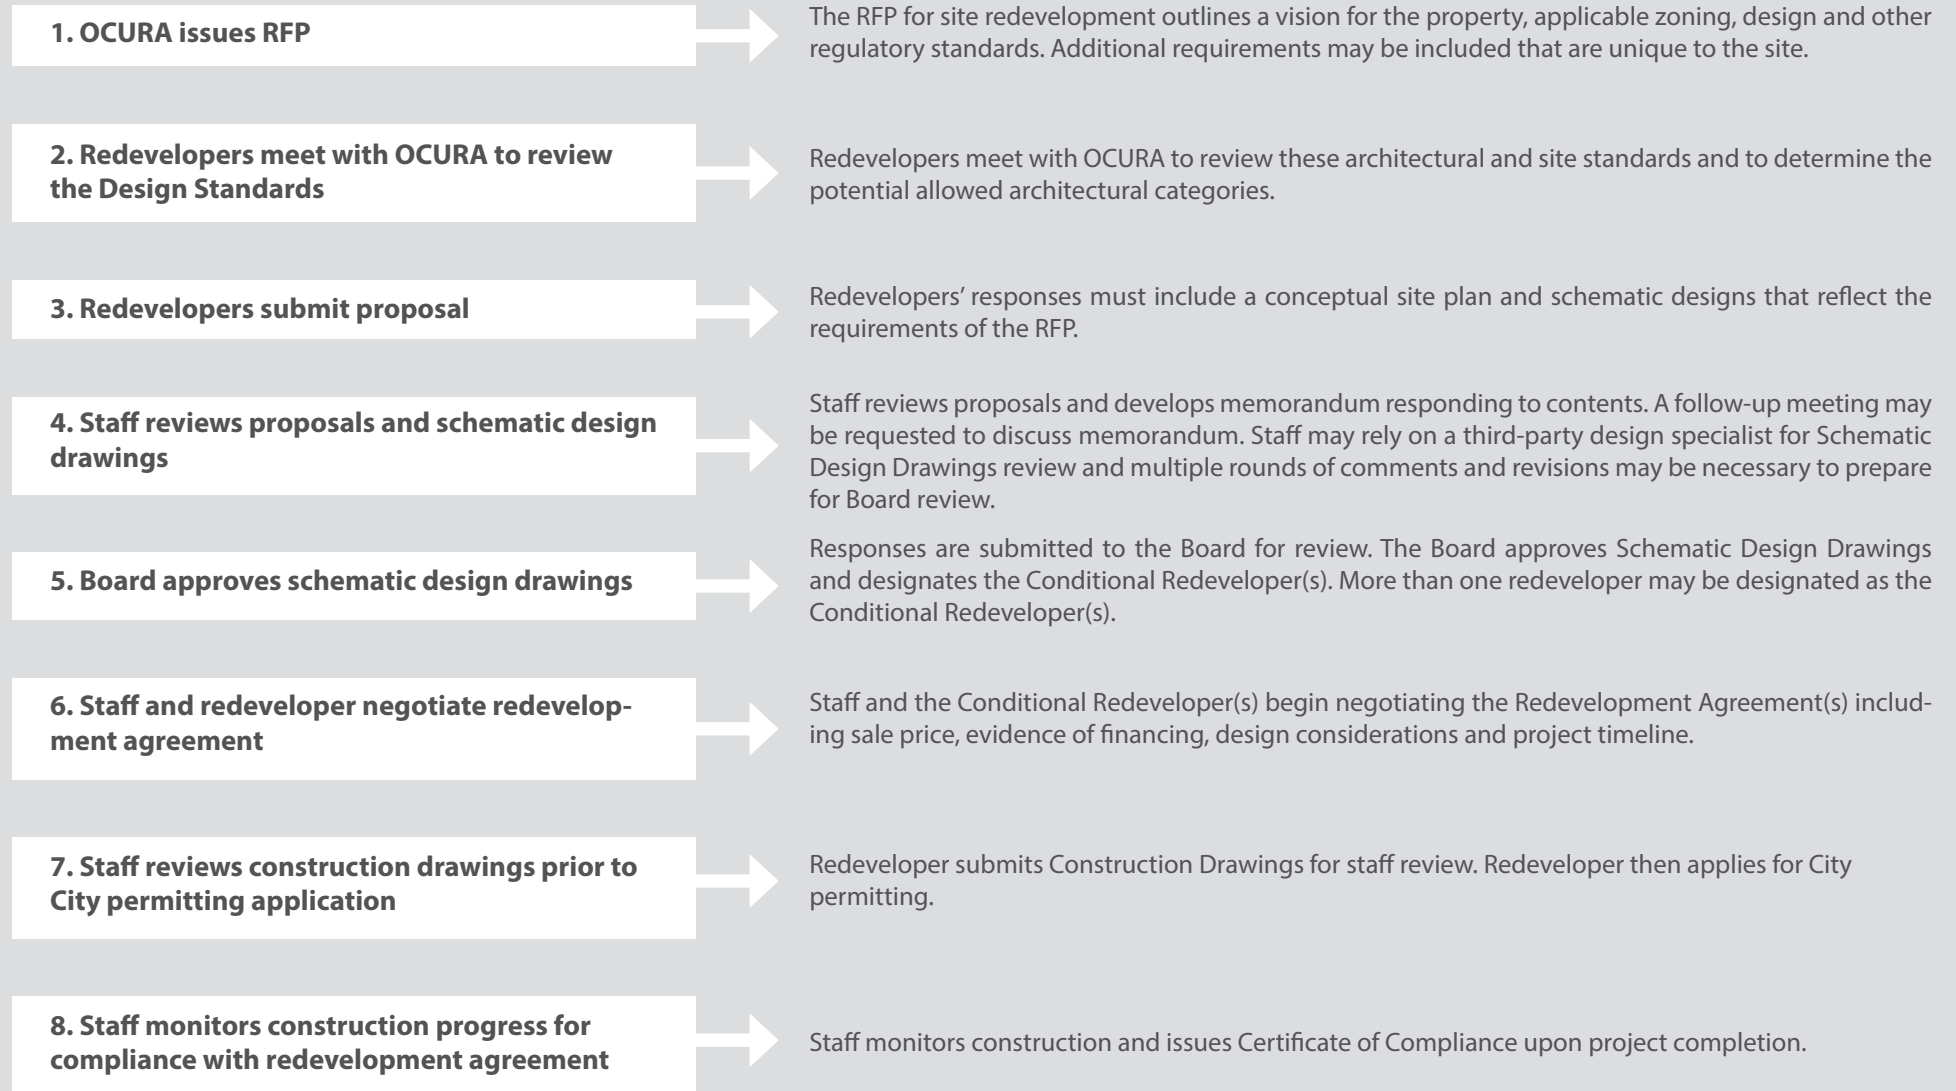 1. OCURA issues RFP
The RFP for site redevelopment outlines a vision for the property, applicable zoning, design and other
regulatory standards. Additional requirements may be included that are unique to the site.
2. Redevelopers meet with OCURA to review
the Design Standards
Redevelopers meet with OCURA to review these architectural and site standards and to determine the
potential allowed architectural categories.
3. Redevelopers submit proposal
Redevelopers’ responses must include a conceptual site plan and schematic designs that reflect the
requirements of the RFP.
4. Staff reviews proposals and schematic design
drawings
Staff reviews proposals and develops memorandum responding to contents. A follow-up meeting may
be requested to discuss memorandum. Staff may rely on a third-party design specialist for Schematic
Design Drawings review and multiple rounds of comments and revisions may be necessary to prepare
for Board review.
5. Board approves schematic design drawings
Responses are submitted to the Board for review. The Board approves Schematic Design Drawings
and designates the Conditional Redeveloper(s). More than one redeveloper may be designated as the
Conditional Redeveloper(s).
6. Staff and redeveloper negotiate redevelop-
ment agreement
Staff and the Conditional Redeveloper(s) begin negotiating the Redevelopment Agreement(s) includ-
ing sale price, evidence of financing, design considerations and project timeline.
7. Staff reviews construction drawings prior to
City permitting application
Redeveloper submits Construction Drawings for staff review. Redeveloper then applies for City
permitting.
8. Staff monitors construction progress for
compliance with redevelopment agreement
Staff monitors construction and issues Certificate of Compliance upon project completion.